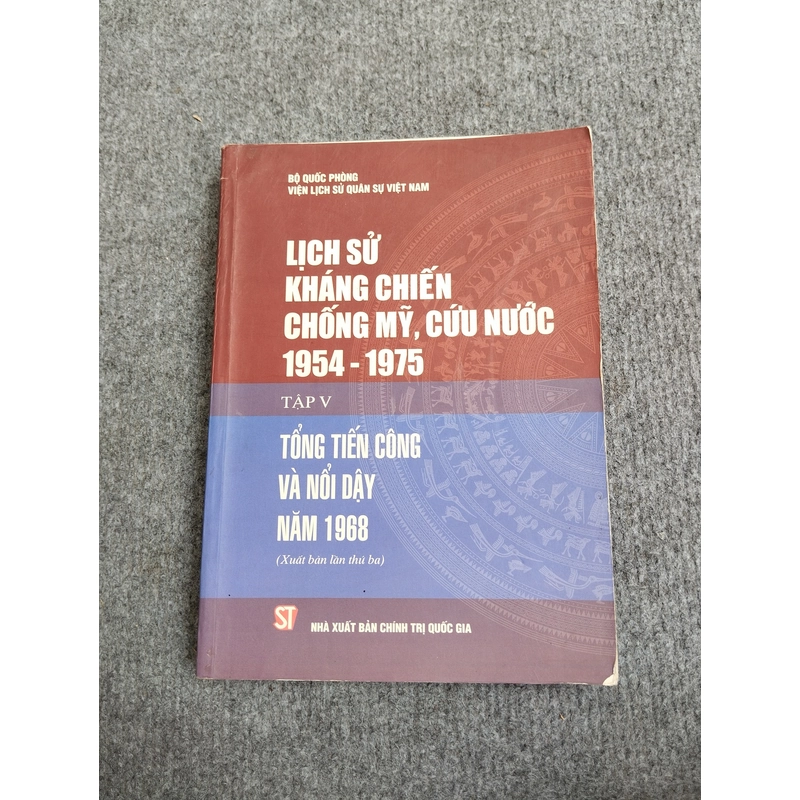 BỘ QUỐC PHÒNG
VIỆN LỊCH SỬ QUÂN SỰ VIỆT NAM
LỊCH SỬ
KHÁNG CHIẾN
CHỐNG MỸ, CỨU NƯỚC
1954 - 1975
TẬP V
TỔNG TIẾN CÔNG
VÀ NỔI DẬY
NĂM 1968
(Xuất bản lần thứ ba)
ST
NHÀ XUẤT BẢN CHÍNH TRỊ QUỐC GIA